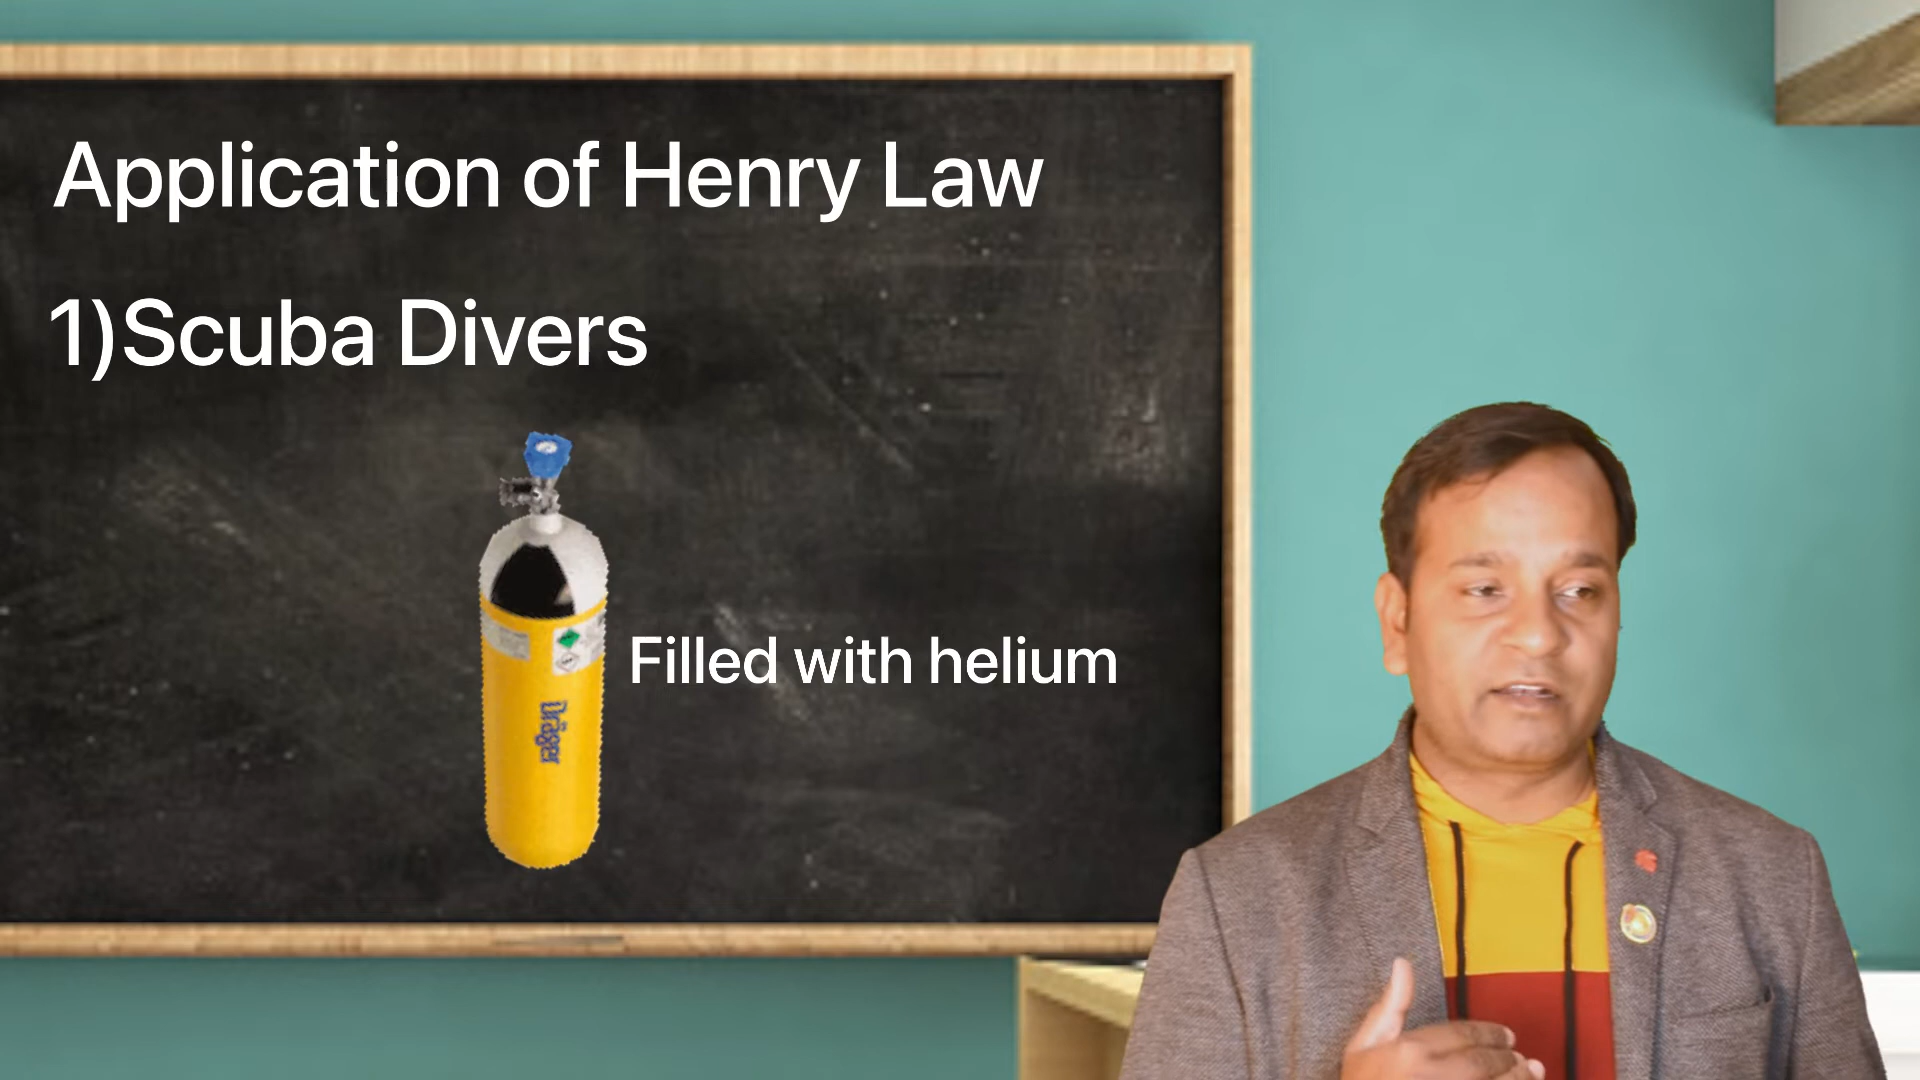 Application of Henry Law
1)Scuba Divers
Filled with helium
Dräger